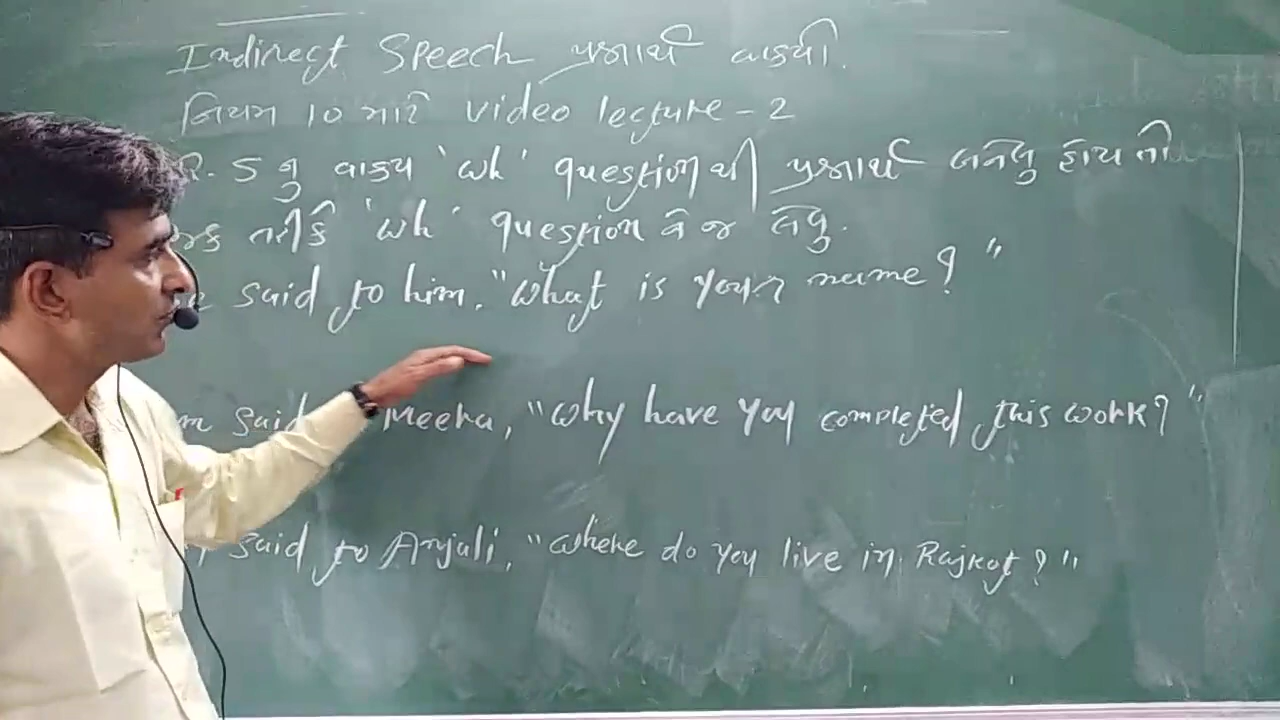 Indirect Speech પ્રશ્નાર્થ વાક્યો.
નિયમ 10 માટે video lecture - 2
R. S નુ વાક્ય 'wh' question થી પ્રશ્નાર્થ બનેલુ હોય તો
તરીકે 'wh' question ને જ લેવુ.
said to him. "What is your name? "
said Meera, "Why have you completed this work? "
said to Anjali, "Where do you live in Rajkot? "